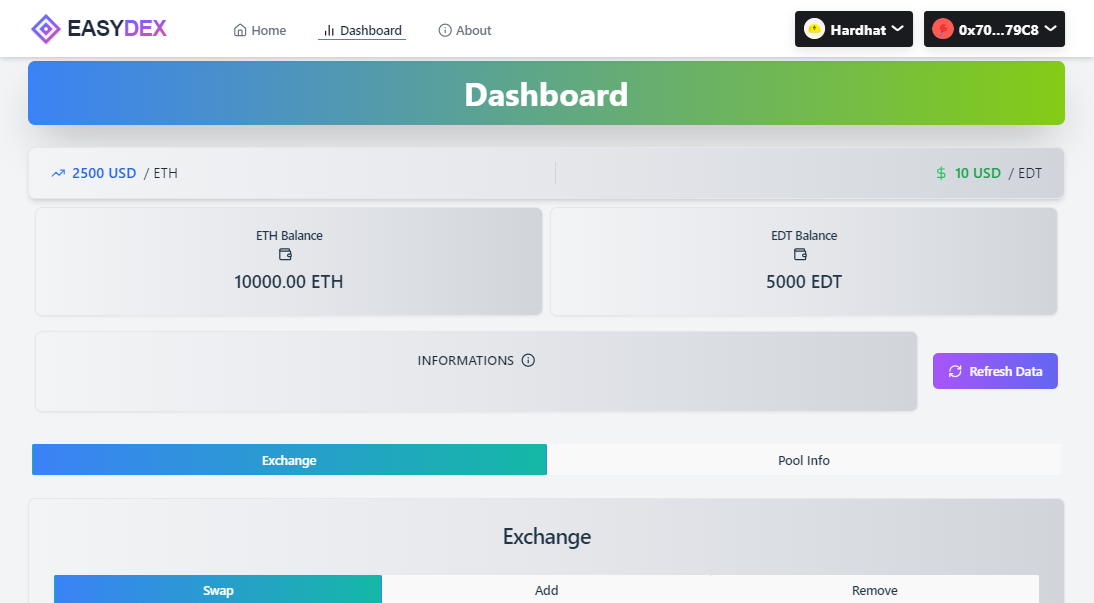 EASYDEX
Home
Dashboard
About
Hardhat
0x70...79C8
Dashboard
2500 USD / ETH
10 USD / EDT
ETH Balance
10000.00 ETH
EDT Balance
5000 EDT
INFORMATIONS
Refresh Data
Exchange
Pool Info
Exchange
Swap
Add
Remove